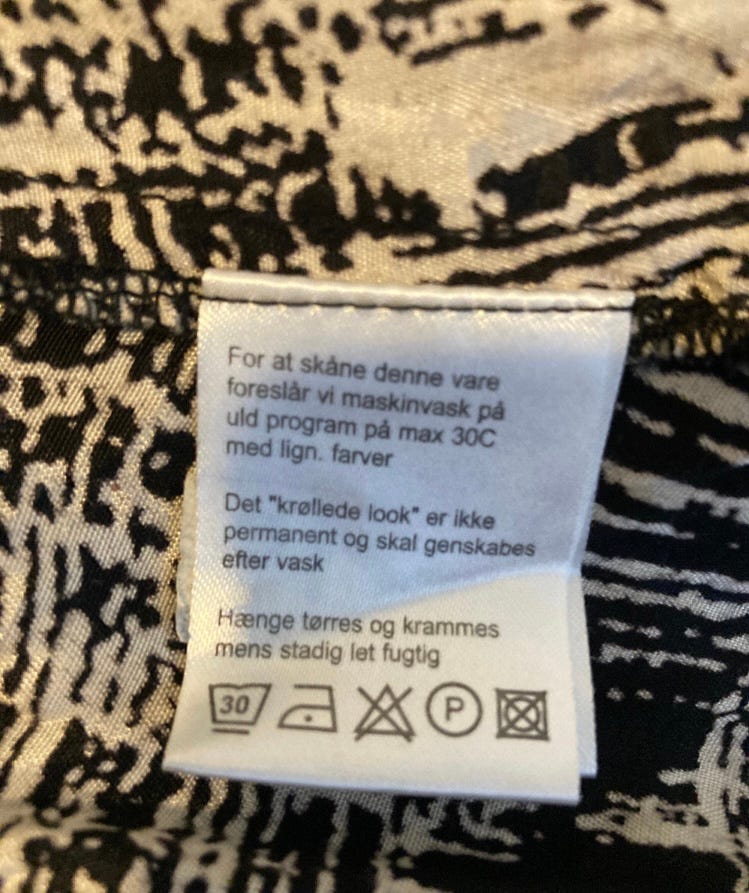 For at skåne denne vare
foreslår vi maskinvask på
uld program på max 30C
med lign. farver
Det "krøllede look" er ikke
permanent og skal genskabes
efter vask
Hænge tørres og krammes
mens stadig let fugtig
30 P